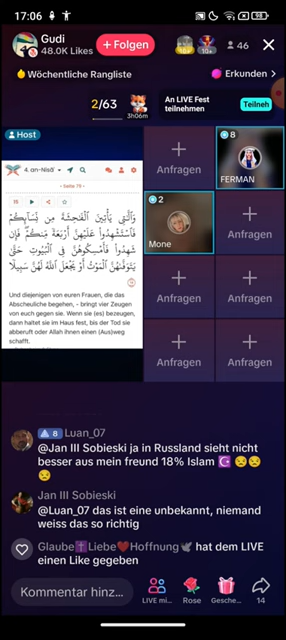 17:06
98
Gudi
48.0K Likes
+ Folgen
46
Wöchentliche Rangliste
Erkunden >
2/63
3h06m
An LIVE Fest
teilnehmen
Teilneh
Host
4. an-Nisāʾ
- Seite 79 -
15
وَٱلَّـٰتِى يَأْتِينَ ٱلْفَـٰحِشَةَ مِن نِّسَآئِكُمْ
فَٱسْتَشْهِدُوا۟ عَلَيْهِنَّ أَرْبَعَةً مِّنكُمْ فَإِن
شَهِدُوا۟ فَأَمْسِكُوهُنَّ فِى ٱلْبُيُوتِ حَتَّىٰ
يَتَوَفَّىٰهُنَّ ٱلْمَوْتُ أَوْ يَجْعَلَ ٱللَّهُ لَهُنَّ سَبِيلًا
Und diejenigen von euren Frauen, die das
Abscheuliche begehen, - bringt vier Zeugen
von euch gegen sie. Wenn sie (es) bezeugen,
dann haltet sie im Haus fest, bis der Tod sie
abberuft oder Allah ihnen einen (Aus)weg
schafft.
Anfragen
8
FERMAN
2
Mone
Anfragen
Anfragen
Anfragen
Anfragen
Anfragen
8 Luan_07
@Jan III Sobieski ja in Russland sieht nicht
besser aus mein freund 18% Islam ☪️ 😒😒
😒
Jan III Sobieski
@Luan_07 das ist eine unbekannt, niemand
weiss das so richtig
Glaube✝️Liebe❤️Hoffnung🕊️ hat dem LIVE
einen Like gegeben
Kommentar hinz...
LIVE mi...
Rose
Gesche...
14